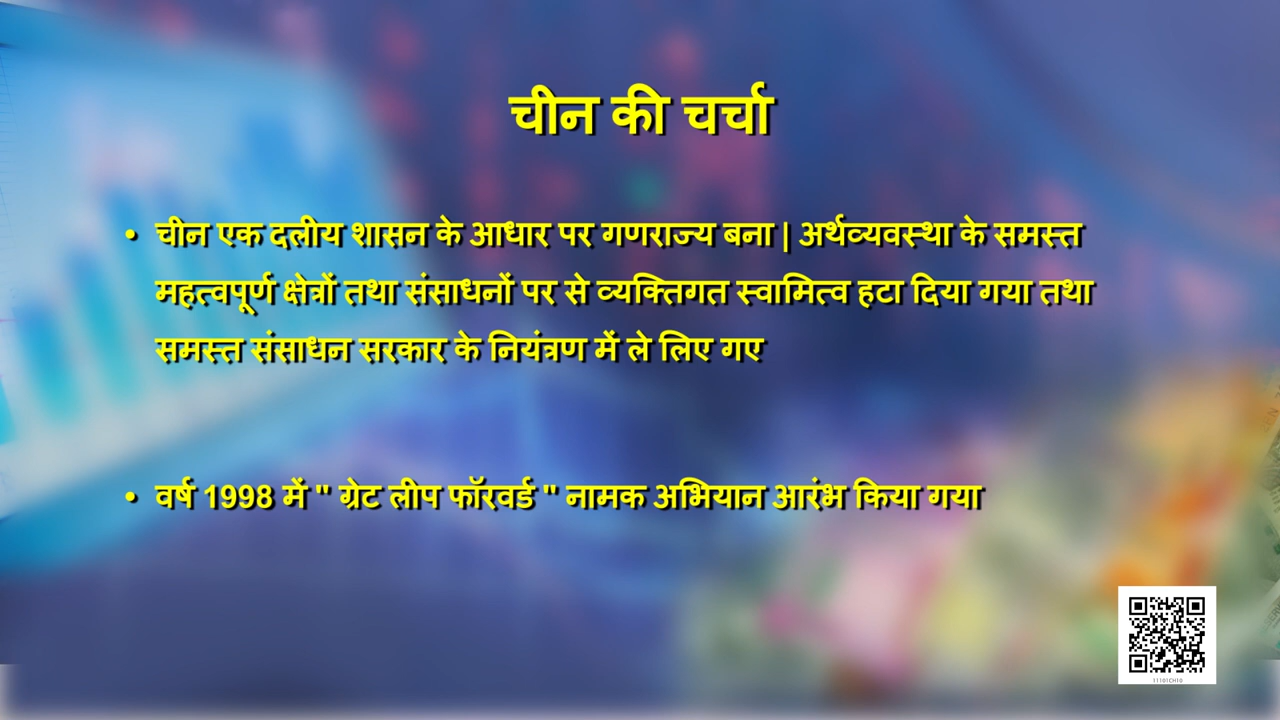 चीन की चर्चा
• चीन एक दलीय शासन के आधार पर गणराज्य बना | अर्थव्यवस्था के समस्त
महत्वपूर्ण क्षेत्रों तथा संसाधनों पर से व्यक्तिगत स्वामित्व हटा दिया गया तथा
समस्त संसाधन सरकार के नियंत्रण में ले लिए गए
• वर्ष 1998 में " ग्रेट लीप फॉरवर्ड " नामक अभियान आरंभ किया गया
11101CH10